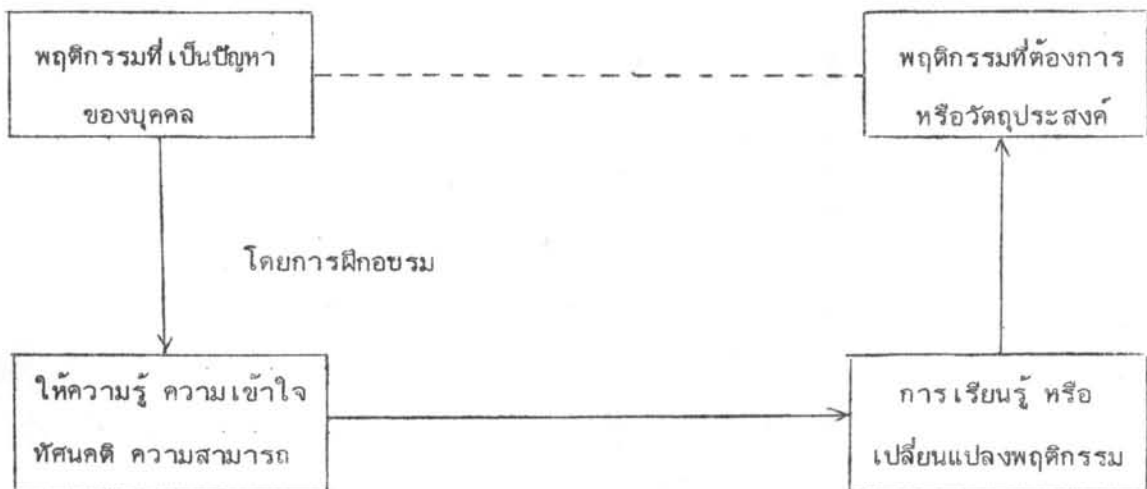 พฤติกรรมที่เป็นปัญหา
ของบุคคล
พฤติกรรมที่ต้องการ
หรือวัตถุประสงค์
โดยการฝึกอบรม
ให้ความรู้ ความเข้าใจ
ทัศนคติ ความสามารถ
การเรียนรู้ หรือ
เปลี่ยนแปลงพฤติกรรม